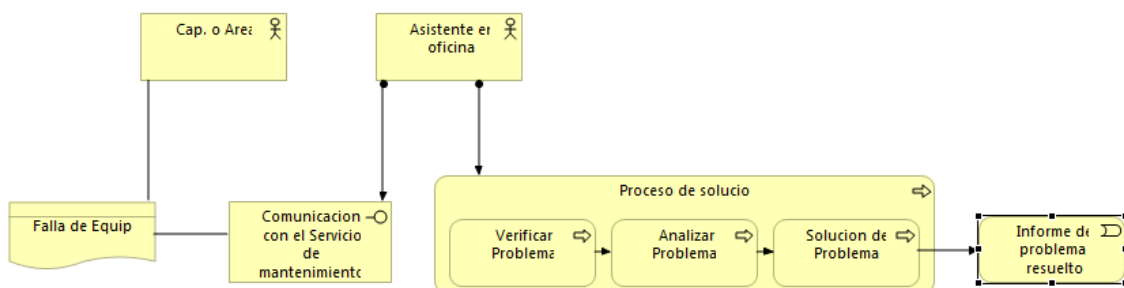 Cap. o Area
Asistente en
oficina
Proceso de solucio
Falla de Equip
Comunicacion
con el Servicio
de
mantenimiento
Verificar
Problema
Analizar
Problema
Solucion de
Problema
Informe de
problema
resuelto